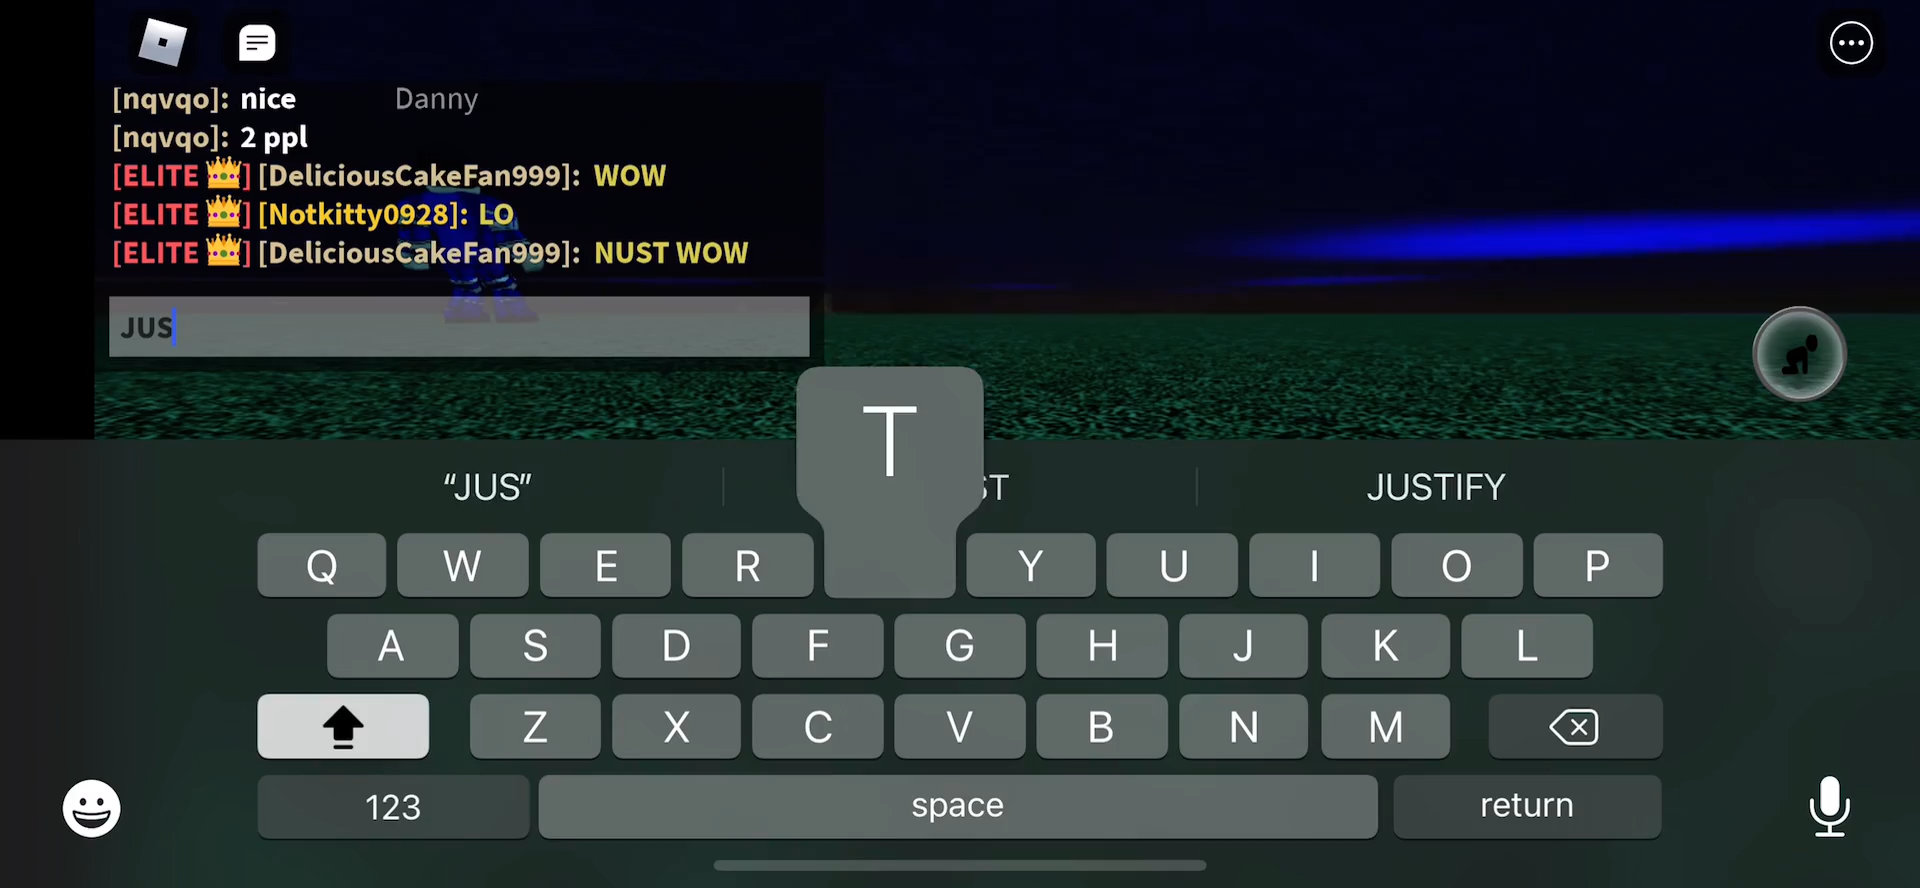 [nqvqo]: nice
Danny
[nqvqo]: 2 ppl
[ELITE 👑] [DeliciousCakeFan999]: WOW
[ELITE 👑] [Notkitty0928]: LO
[ELITE 👑] [DeliciousCakeFan999]: NUST WOW
JUS
T
“JUS” ST JUSTIFY
Q W E R Y U I O P
A S D F G H J K L
Z X C V B N M
123 space return